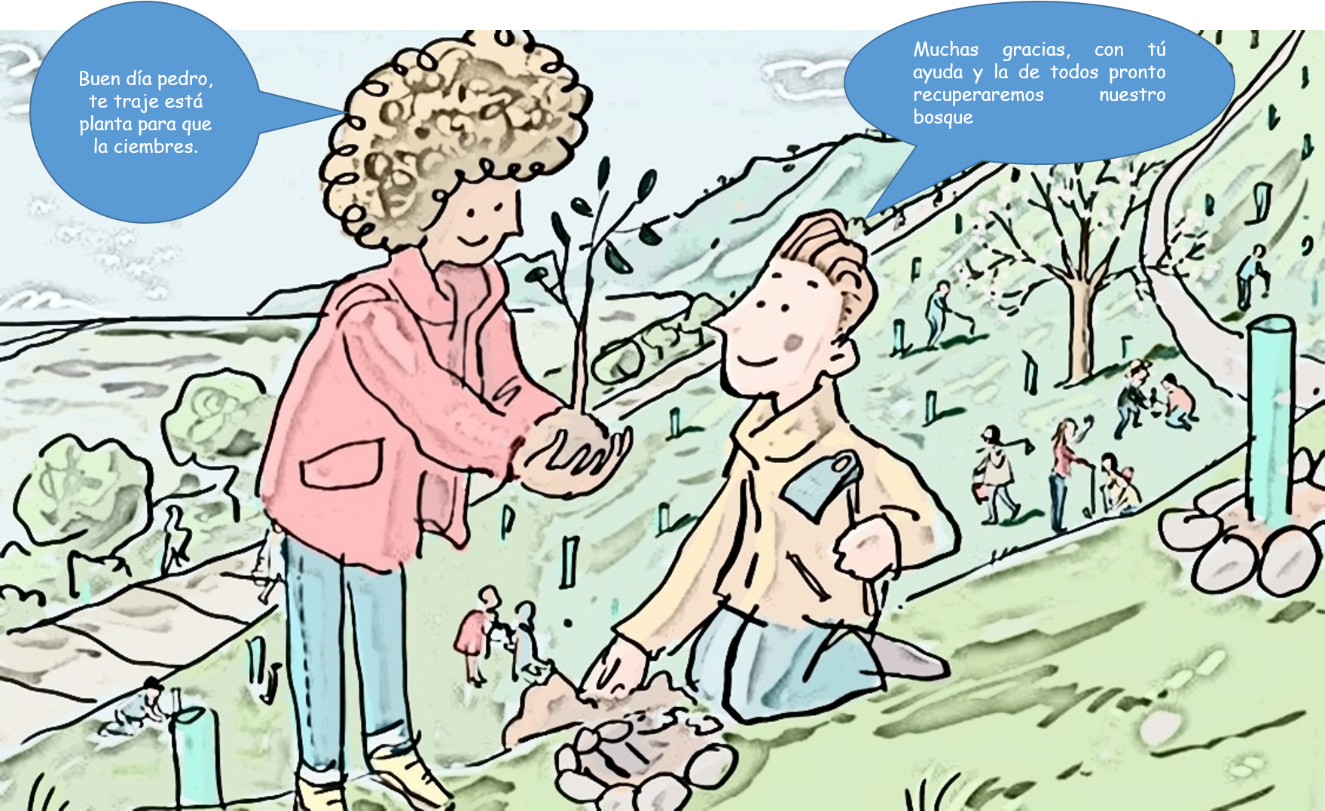 Buen día pedro,
te traje está
planta para que
la ciembres.
Muchas gracias, con tú
ayuda y la de todos pronto
recuperaremos nuestro
bosque